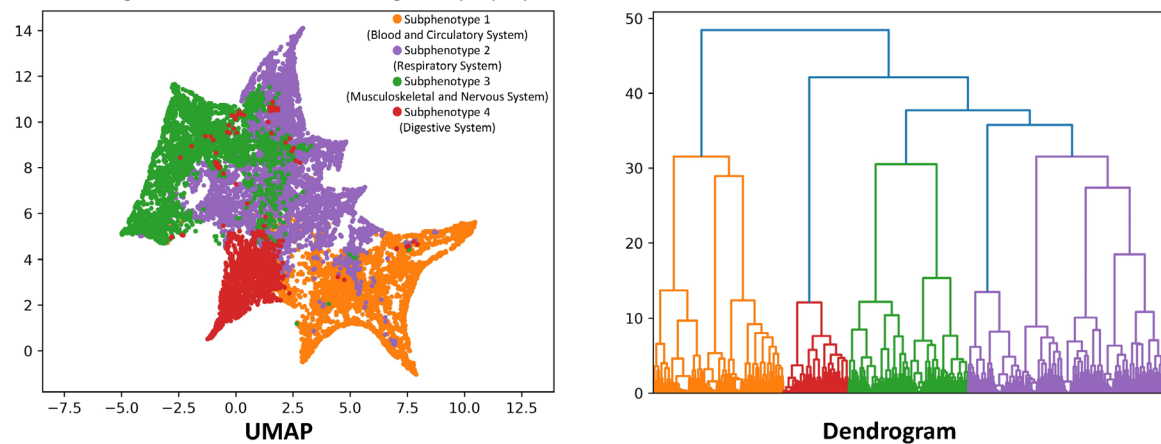 Subphenotype 1
(Blood and Circulatory System)
Subphenotype 2
(Respiratory System)
Subphenotype 3
(Musculoskeletal and Nervous System)
Subphenotype 4
(Digestive System)
14
12
10
8
6
4
2
0
−7.5 −5.0 −2.5 0.0 2.5 5.0 7.5 10.0 12.5
UMAP
50
40
30
20
10
0
Dendrogram